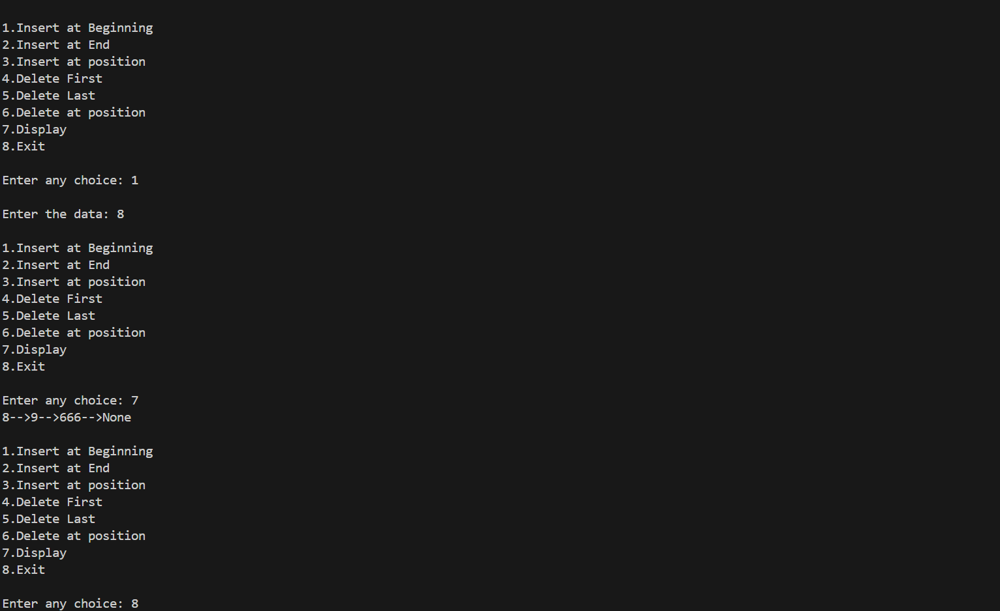 1.Insert at Beginning
2.Insert at End
3.Insert at position
4.Delete First
5.Delete Last
6.Delete at position
7.Display
8.Exit
Enter any choice: 1
Enter the data: 8
1.Insert at Beginning
2.Insert at End
3.Insert at position
4.Delete First
5.Delete Last
6.Delete at position
7.Display
8.Exit
Enter any choice: 7
8-->9-->666-->None
1.Insert at Beginning
2.Insert at End
3.Insert at position
4.Delete First
5.Delete Last
6.Delete at position
7.Display
8.Exit
Enter any choice: 8